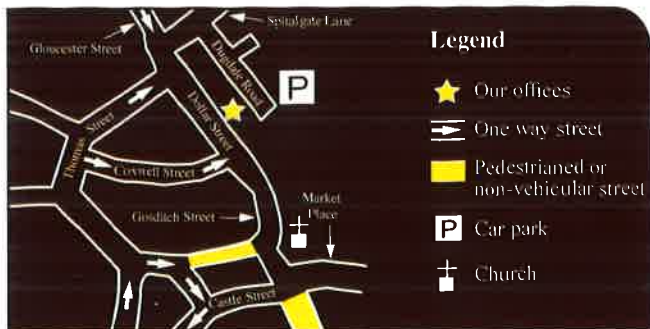 Spitalgate Lane
Gloucester Street
Dugdale Road
P
Dollar Street
Thomas Street
Coxwell Street
Gosditch Street
Market
Place
Castle Street
Legend
Our offices
One way street
Pedestrianed or
non-vehicular street
P Car park
Church